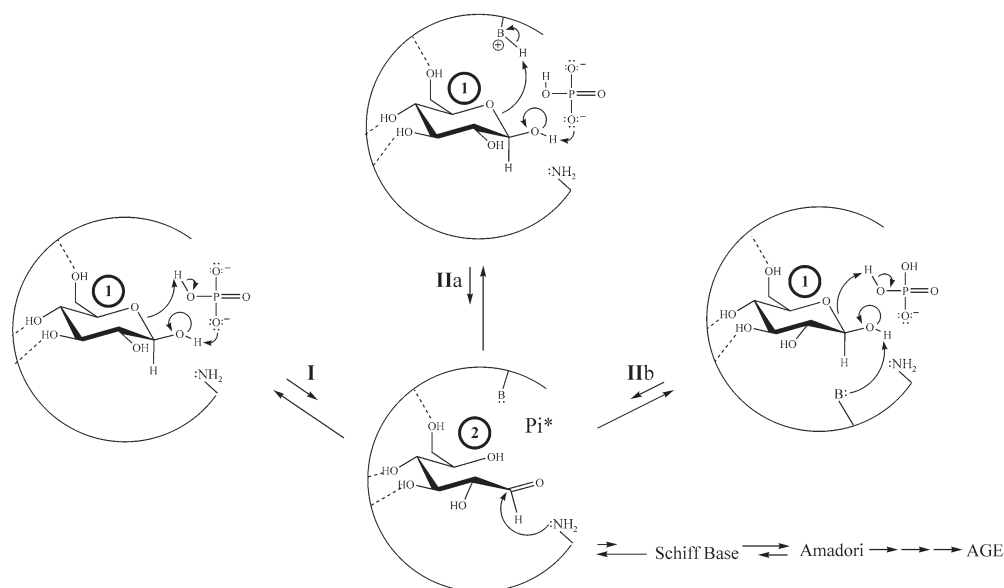 B
⊕
H
OH
1
O
HO
HO
OH
O
H
H
H
O
:O:⁻
P
O
:O:⁻
:NH₂
IIa
OH
1
O
HO
HO
OH
O
H
H
H
O
:O:⁻
P
O
:O:⁻
:NH₂
I
OH
1
O
HO
HO
HO
O
H
H
H
O
OH
P
O
:O:⁻
:NH₂
B:
IIb
B
OH
2
Pi*
OH
HO
HO
HO
O
H
:NH₂
Schiff Base
Amadori
AGE